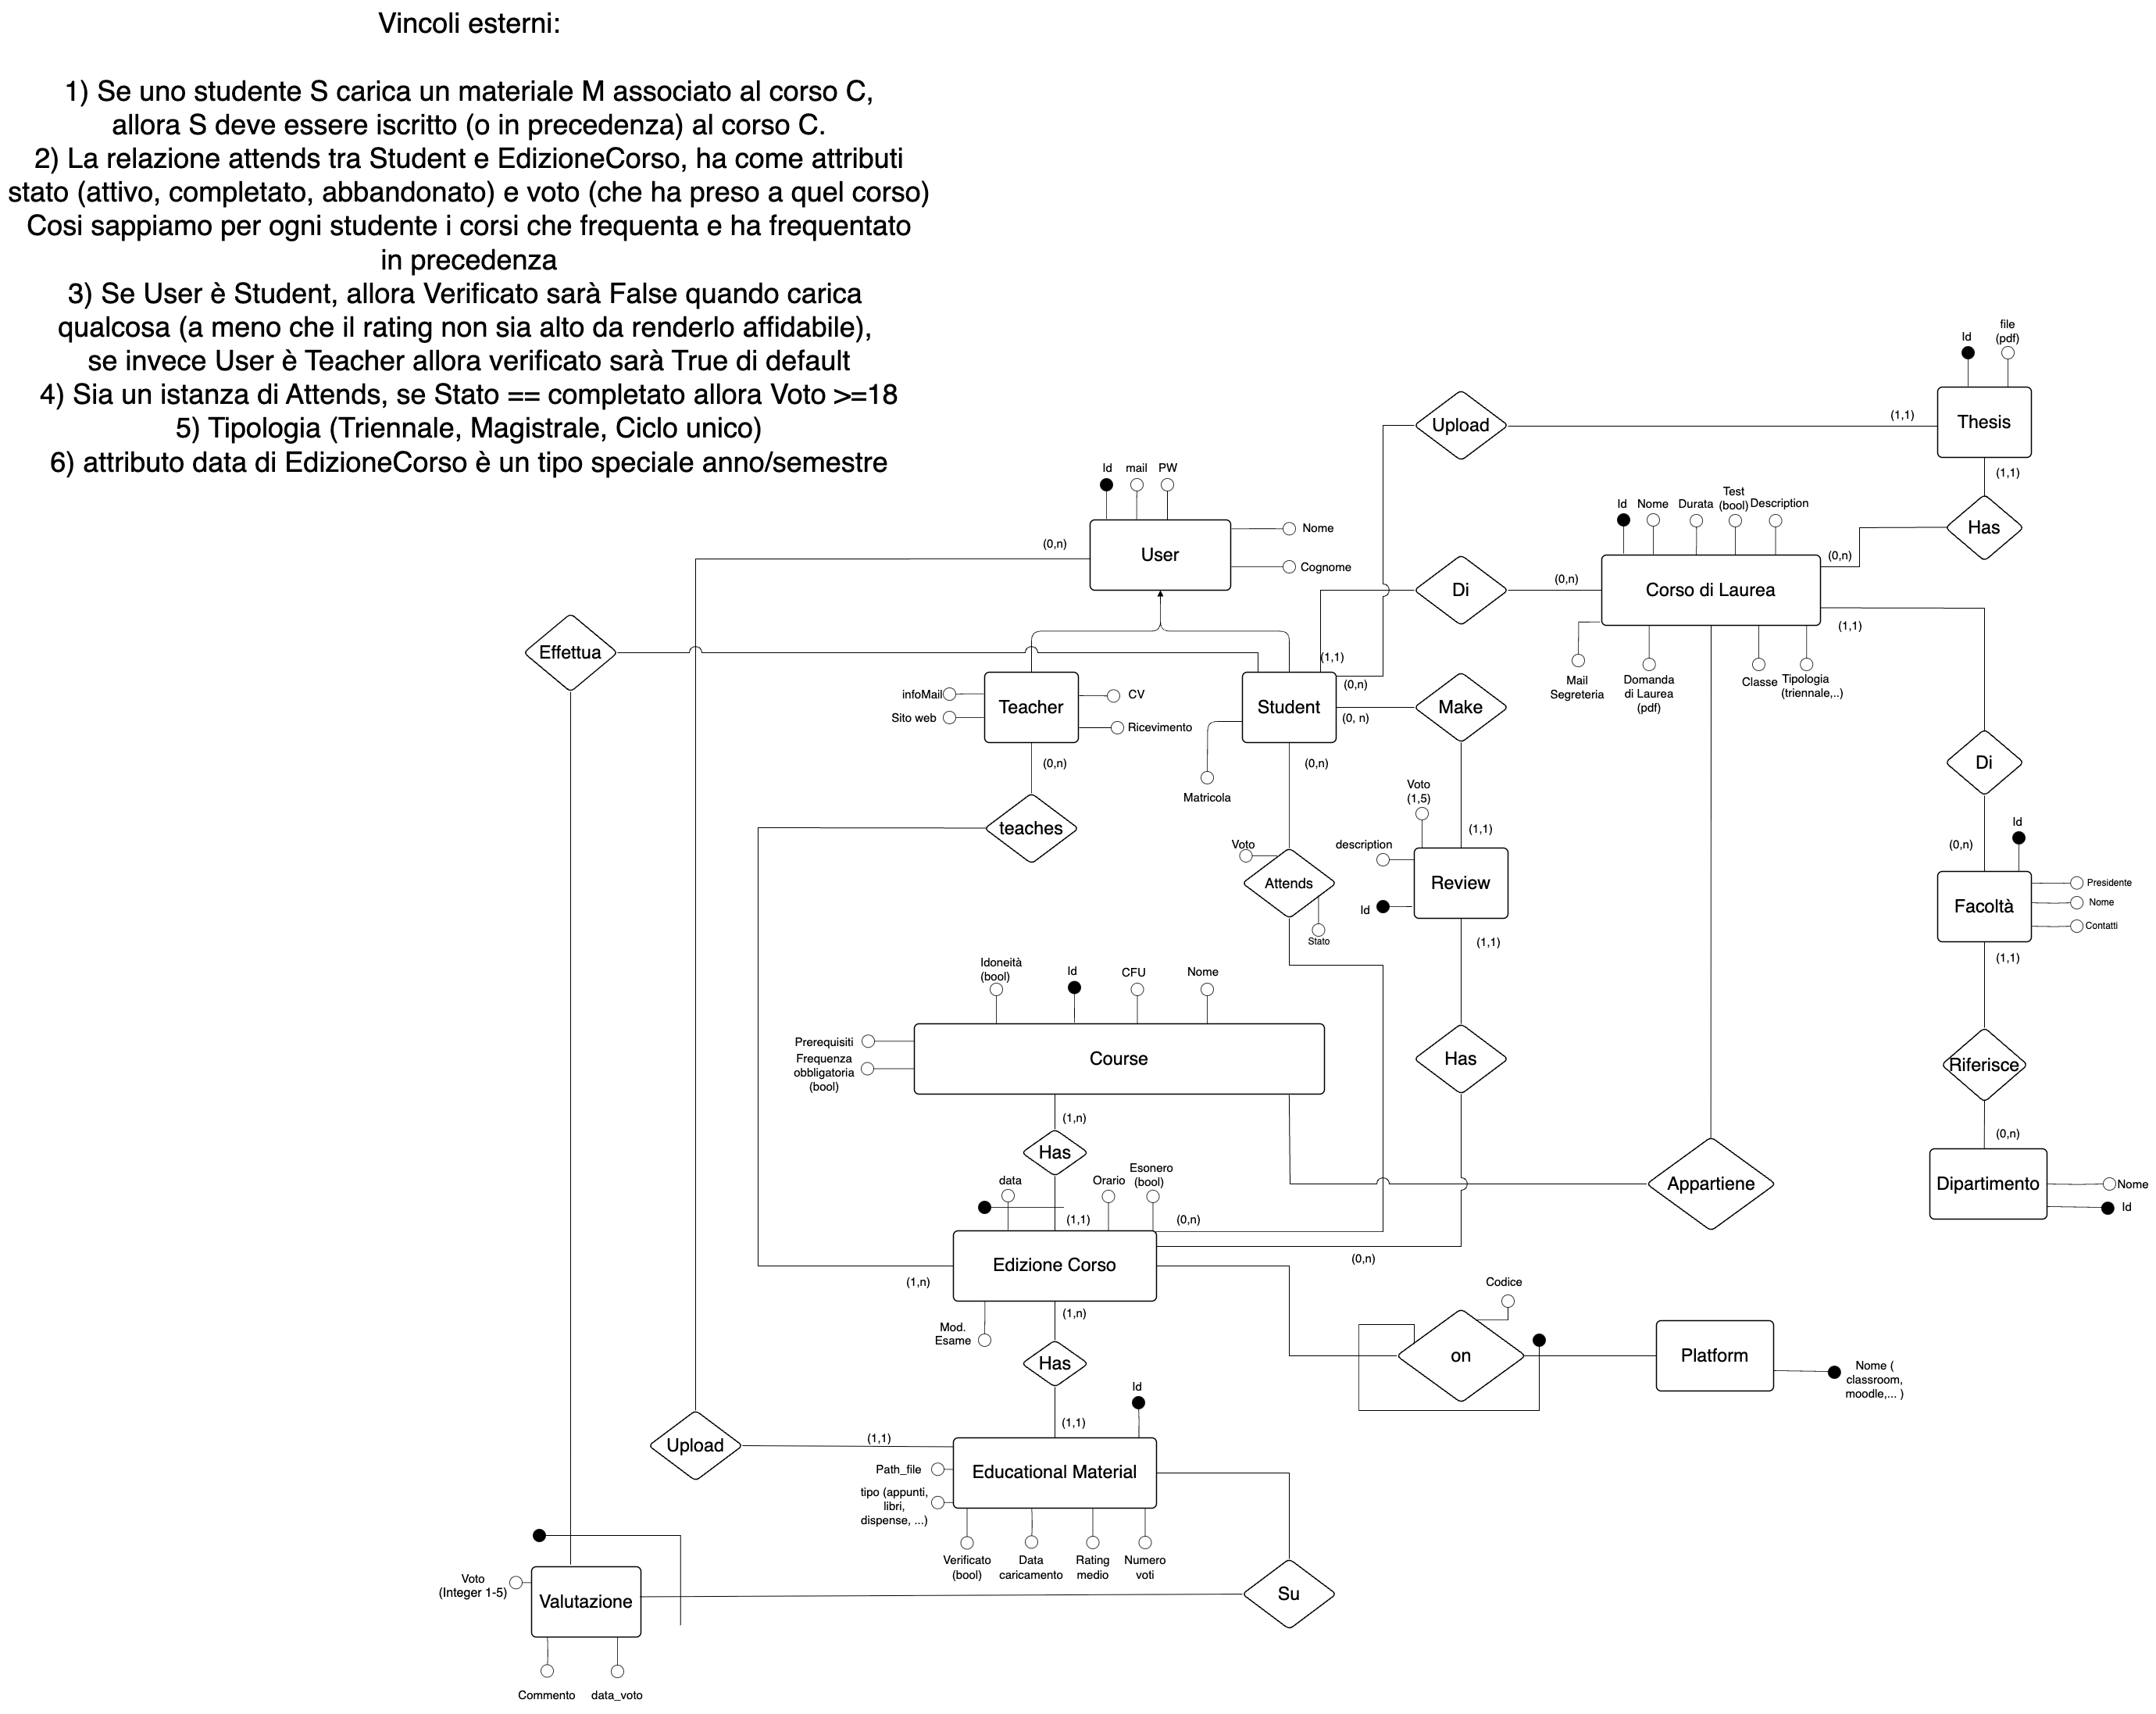 Vincoli esterni:
1) Se uno studente S carica un materiale M associato al corso C,
allora S deve essere iscritto (o in precedenza) al corso C.
2) La relazione attends tra Student e EdizioneCorso, ha come attributi
stato (attivo, completato, abbandonato) e voto (che ha preso a quel corso)
Cosi sappiamo per ogni studente i corsi che frequenta e ha frequentato
in precedenza
3) Se User è Student, allora Verificato sarà False quando carica
qualcosa (a meno che il rating non sia alto da renderlo affidabile),
se invece User è Teacher allora verificato sarà True di default
4) Sia un istanza di Attends, se Stato == completato allora Voto >=18
5) Tipologia (Triennale, Magistrale, Ciclo unico)
6) attributo data di EdizioneCorso è un tipo speciale anno/semestre
Id
file
(pdf)
Thesis
(1,1)
(1,1)
Upload
Has
Id
mail
PW
Nome
Cognome
User
(0,n)
Id
Nome
Durata
Test
(bool)
Description
(0,n)
Corso di Laurea
(0,n)
(1,1)
Di
Mail
Segreteria
Domanda
di Laurea
(pdf)
Classe
Tipologia
(triennale,..)
Effettua
(1,1)
(0,n)
infoMail
Sito web
Teacher
CV
Ricevimento
(0,n)
Student
(0, n)
(0,n)
Matricola
Make
Di
teaches
Voto
(1,5)
(1,1)
description
Review
Id
(1,1)
Voto
Attends
Stato
(0,n)
Id
Facoltà
Presidente
Nome
Contatti
(1,1)
Idoneità
(bool)
Id
CFU
Nome
Prerequisiti
Frequenza
obbligatoria
(bool)
Course
Has
Riferisce
(1,n)
Has
(0,n)
Dipartimento
Nome
Id
Appartiene
data
Orario
Esonero
(bool)
(1,1)
(0,n)
Edizione Corso
(0,n)
(1,n)
Mod.
Esame
(1,n)
Has
Codice
on
Platform
Nome (
classroom,
moodle,... )
Id
(1,1)
Upload
(1,1)
Educational Material
Path_file
tipo (appunti,
libri,
dispense, ...)
Verificato
(bool)
Data
caricamento
Rating
medio
Numero
voti
Voto
(Integer 1-5)
Valutazione
Su
Commento
data_voto